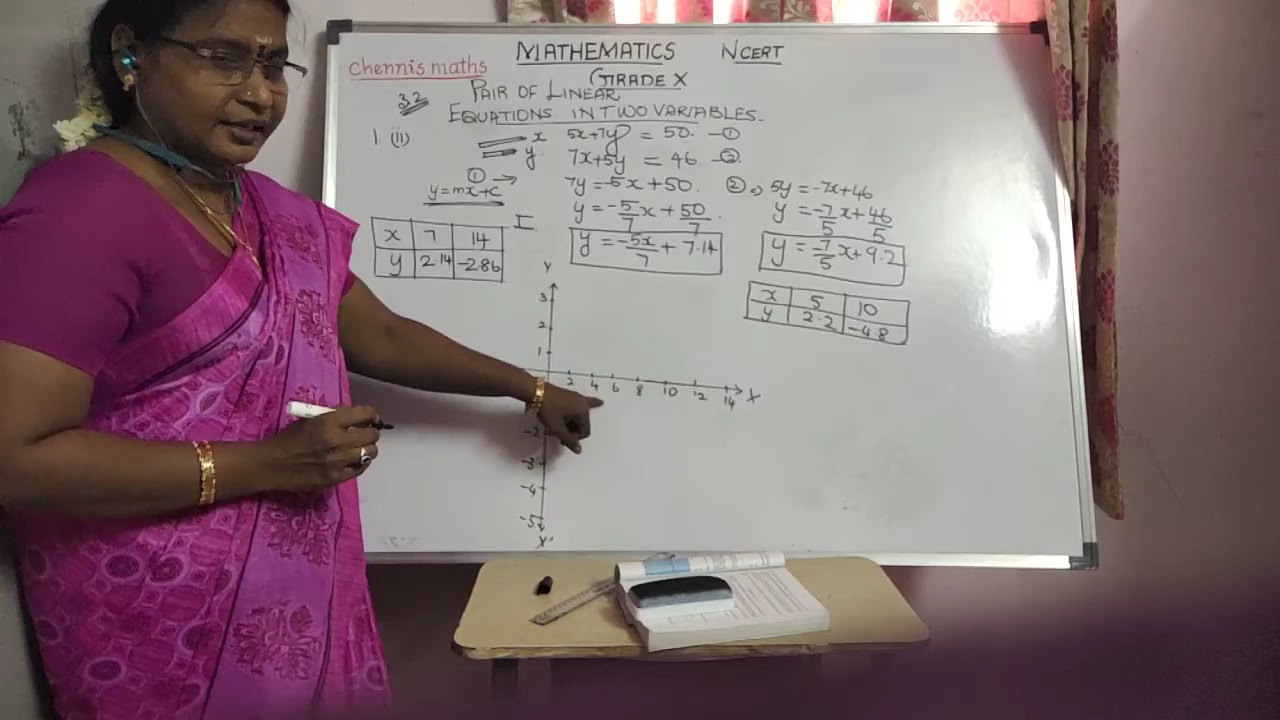 MATHEMATICS NCERT
chennis maths
GRADE X
3.2 PAIR OF LINEAR
EQUATIONS IN TWO VARIABLES.
1. (ii) x 5x+7y = 50. -①
y. 7x+5y = 46. -②.
① → 7y = -5x+50. ② ⇒ 5y = -7x+46
y=mx+c
y = -5/7x + 50/7. y = -7/5x + 46/5
I
x 7 14
y 2.14 -2.86
y = -5x/7 + 7.14 y = -7/5x+9.2
x 5 10
y 2.2 -4.8
Y
3
2
1
2 4 6 8 10 12 14 X
-2
-3
-4
-5